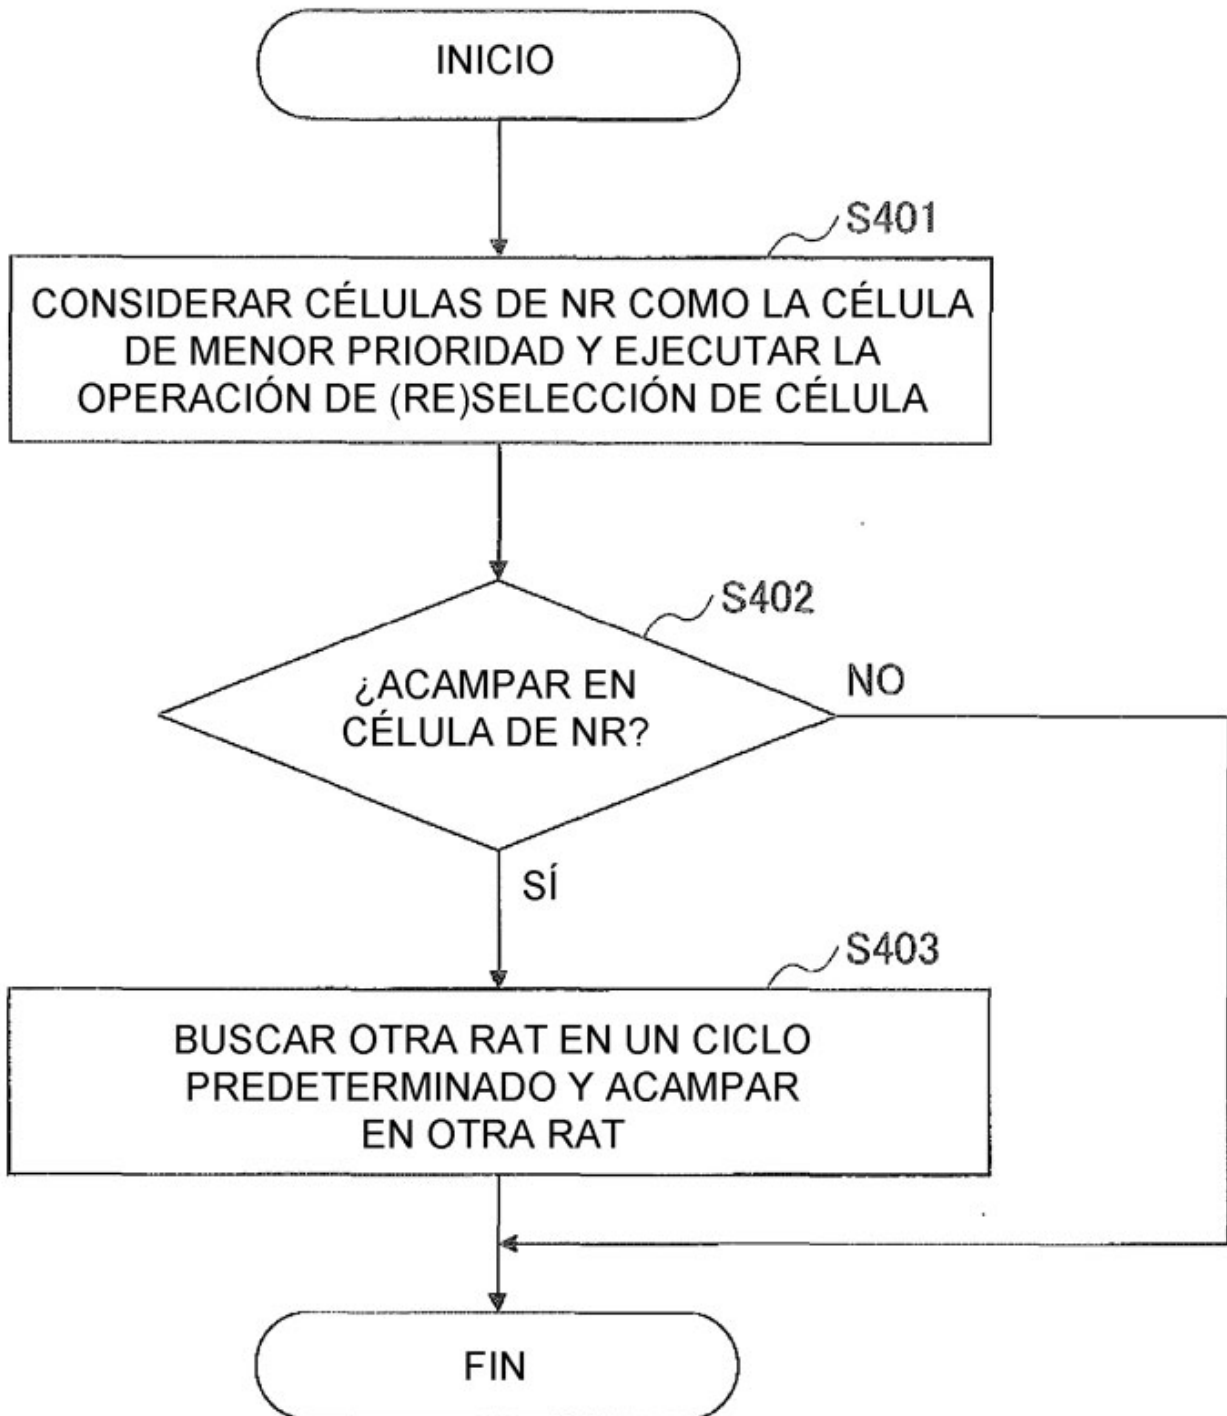 INICIO
S401
CONSIDERAR CÉLULAS DE NR COMO LA CÉLULA
DE MENOR PRIORIDAD Y EJECUTAR LA
OPERACIÓN DE (RE)SELECCIÓN DE CÉLULA
S402
¿ACAMPAR EN
CÉLULA DE NR?
NO
SÍ
S403
BUSCAR OTRA RAT EN UN CICLO
PREDETERMINADO Y ACAMPAR
EN OTRA RAT
FIN